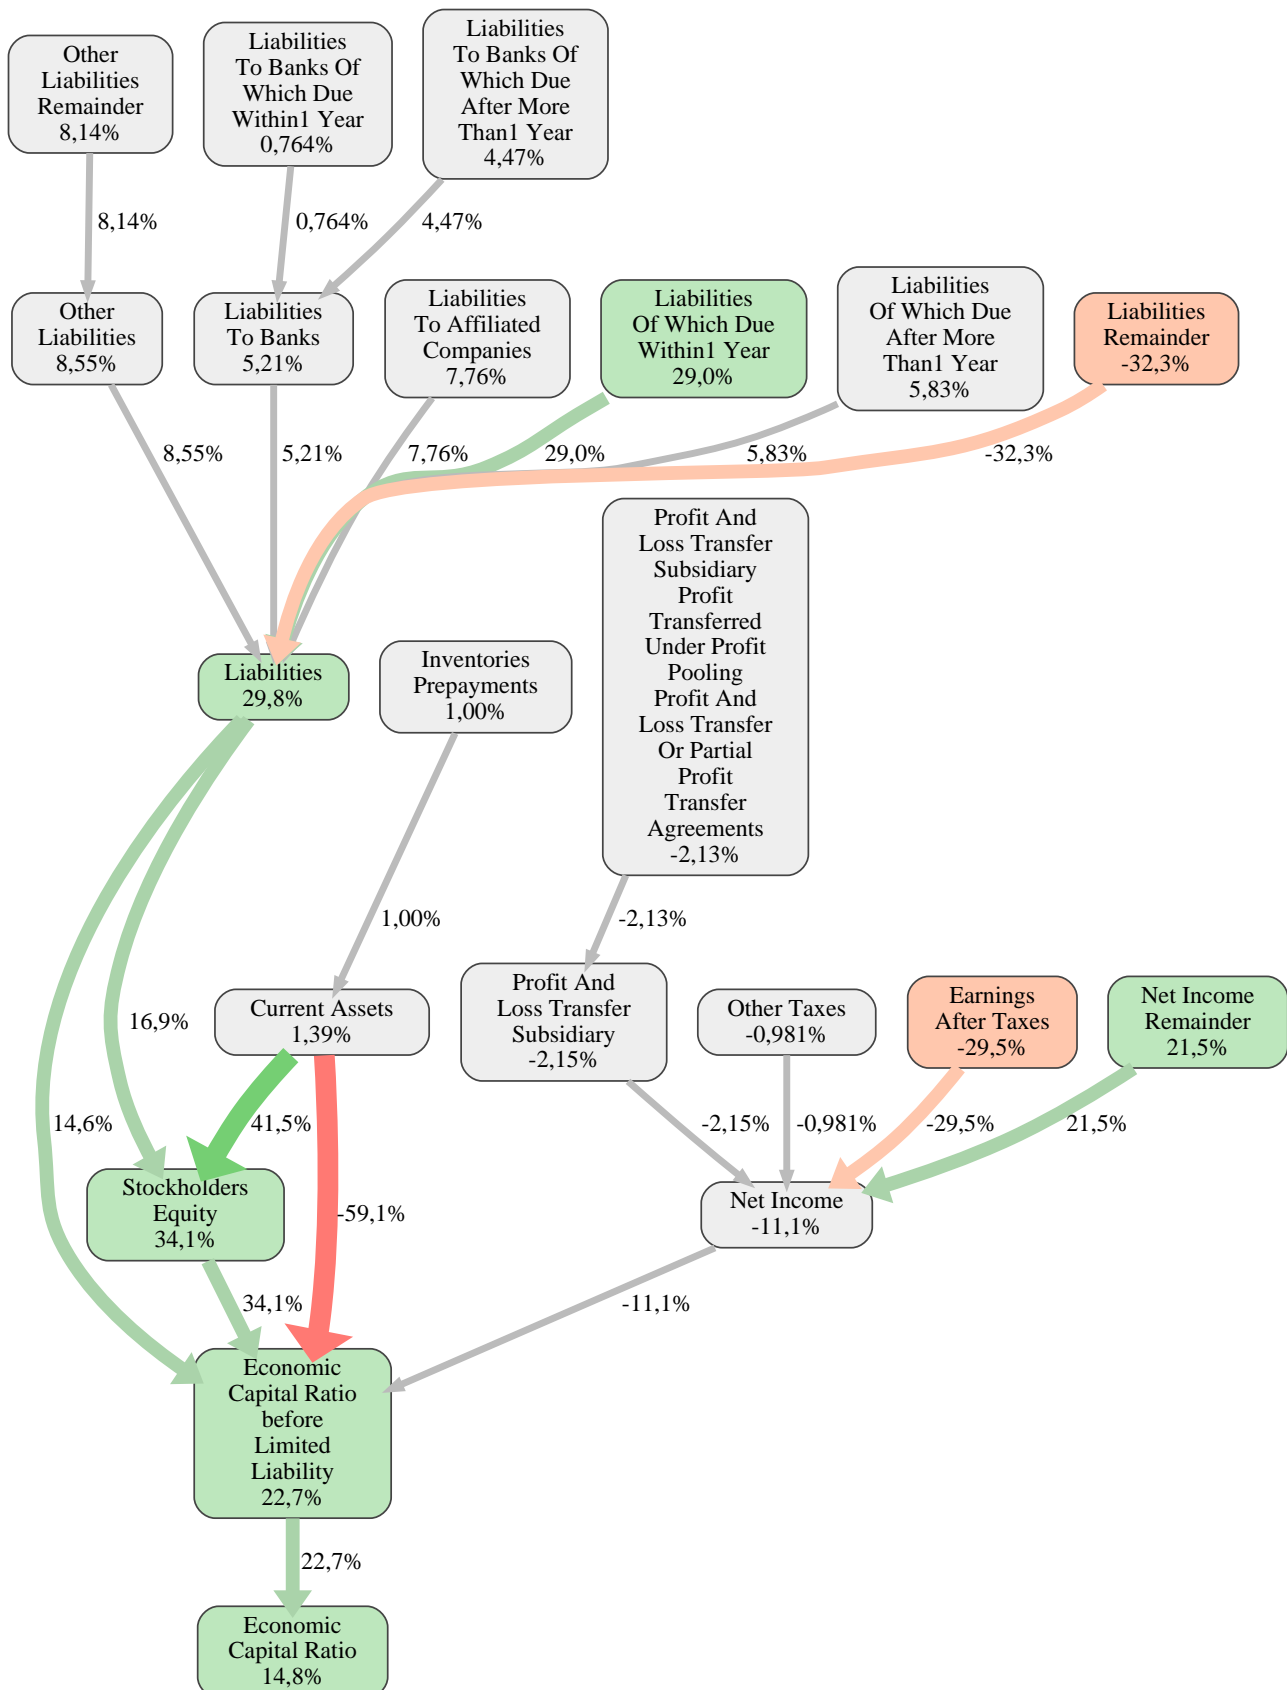 Other
Liabilities
Remainder
8,14%
Liabilities
To Banks Of
Which Due
Within1 Year
0,764%
Liabilities
To Banks Of
Which Due
After More
Than1 Year
4,47%
8,14%
0,764%
4,47%
Other
Liabilities
8,55%
Liabilities
To Banks
5,21%
Liabilities
To Affiliated
Companies
7,76%
Liabilities
Of Which Due
Within1 Year
29,0%
Liabilities
Of Which Due
After More
Than1 Year
5,83%
Liabilities
Remainder
-32,3%
8,55%
5,21%
7,76%
29,0%
5,83%
-32,3%
Profit And
Loss Transfer
Subsidiary
Profit
Transferred
Under Profit
Pooling
Profit And
Loss Transfer
Or Partial
Profit
Transfer
Agreements
-2,13%
Liabilities
29,8%
Inventories
Prepayments
1,00%
1,00%
-2,13%
Current Assets
1,39%
Profit And
Loss Transfer
Subsidiary
-2,15%
Other Taxes
-0,981%
Earnings
After Taxes
-29,5%
Net Income
Remainder
21,5%
16,9%
14,6%
41,5%
-59,1%
-2,15%
-0,981%
-29,5%
21,5%
Stockholders
Equity
34,1%
Net Income
-11,1%
34,1%
-11,1%
Economic
Capital Ratio
before
Limited
Liability
22,7%
22,7%
Economic
Capital Ratio
14,8%